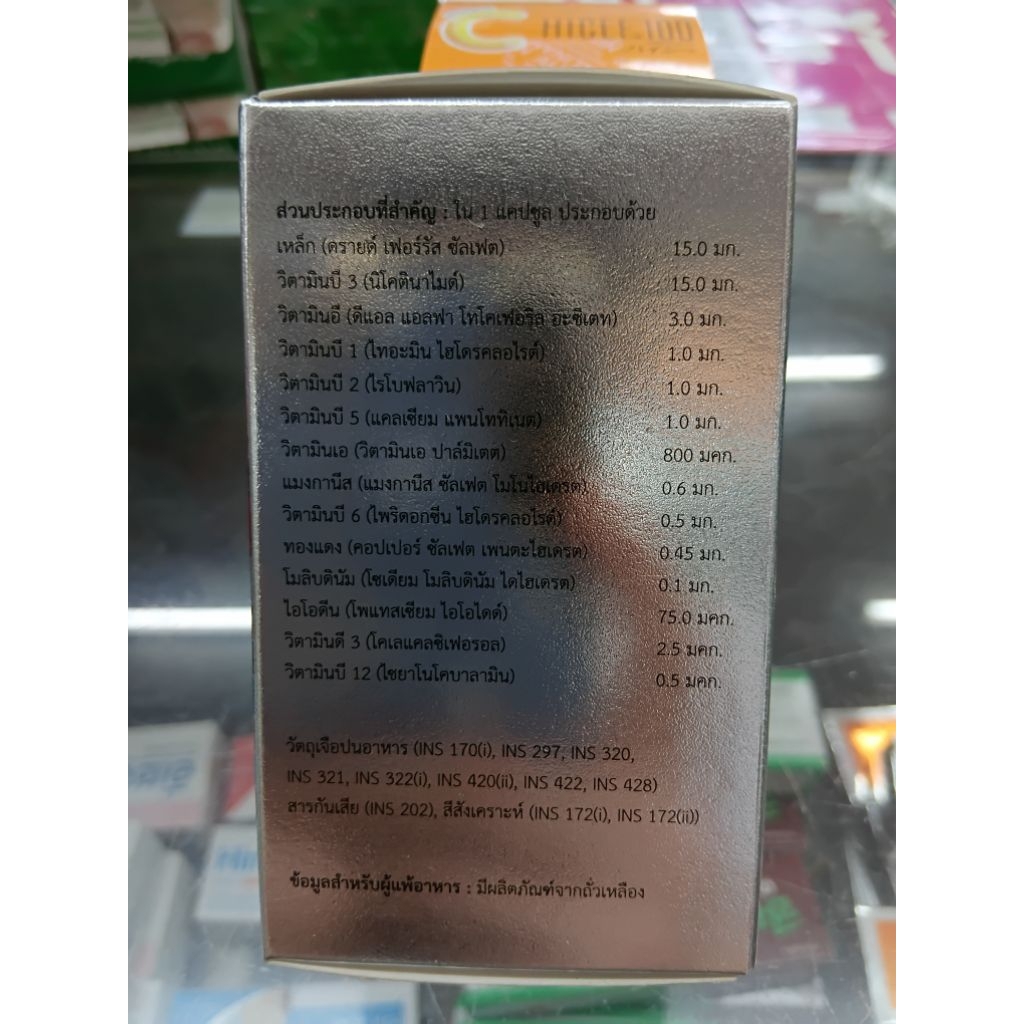 C HICEE 100
ส่วนประกอบที่สำคัญ : ใน 1 แคปซูล ประกอบด้วย
เหล็ก (ดรายด์ เฟอร์รัส ซัลเฟต) 15.0 มก.
วิตามินบี 3 (นิโคตินาไมด์) 15.0 มก.
วิตามินอี (ดีแอล แอลฟา โทโคเฟอริล อะซิเตท) 3.0 มก.
วิตามินบี 1 (ไทอะมิน ไฮโดรคลอไรด์) 1.0 มก.
วิตามินบี 2 (ไรโบฟลาวิน) 1.0 มก.
วิตามินบี 5 (แคลเซียม แพนโททิเนต) 1.0 มก.
วิตามินเอ (วิตามินเอ ปาล์มิเตต) 800 มคก.
แมงกานีส (แมงกานีส ซัลเฟต โมโนไฮเดรต) 0.6 มก.
วิตามินบี 6 (ไพริดอกซีน ไฮโดรคลอไรด์) 0.5 มก.
ทองแดง (คอปเปอร์ ซัลเฟต เพนตะไฮเดรต) 0.45 มก.
โมลิบดินัม (โซเดียม โมลิบดินัม ไดไฮเดรต) 0.1 มก.
ไอโอดีน (โพแทสเซียม ไอโอไดด์) 75.0 มคก.
วิตามินดี 3 (โคเลแคลซิเฟอรอล) 2.5 มคก.
วิตามินบี 12 (ไซยาโนโคบาลามิน) 0.5 มคก.
วัตถุเจือปนอาหาร (INS 170(i), INS 297, INS 320,
INS 321, INS 322(i), INS 420(ii), INS 422, INS 428)
สารกันเสีย (INS 202), สีสังเคราะห์ (INS 172(i), INS 172(ii))
ข้อมูลสำหรับผู้แพ้อาหาร : มีผลิตภัณฑ์จากถั่วเหลือง